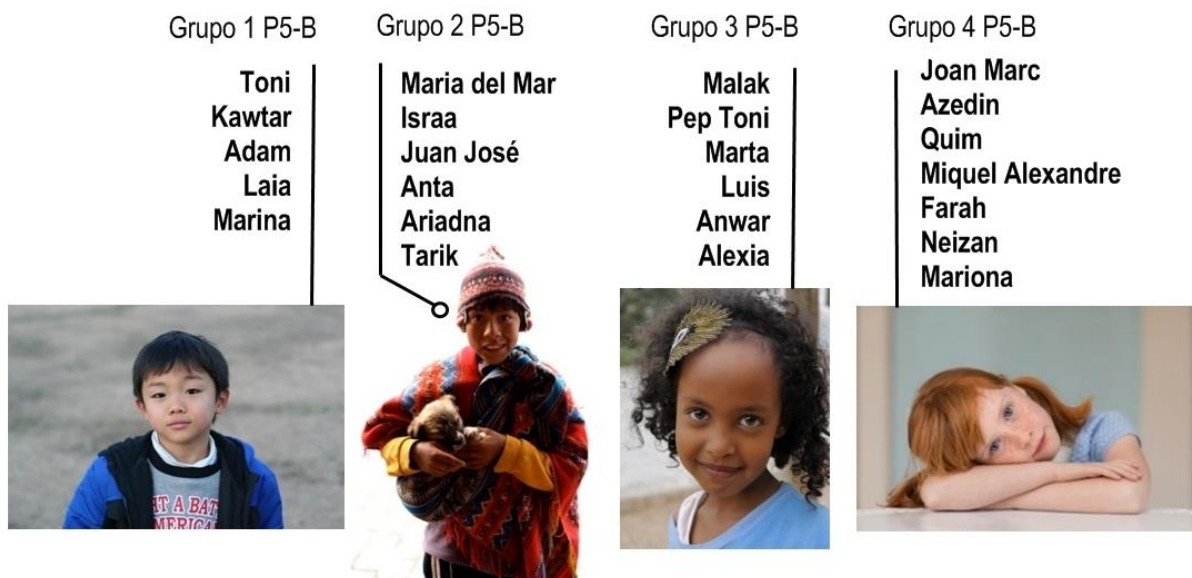 Grupo 1 P5-B
Toni
Kawtar
Adam
Laia
Marina
Grupo 2 P5-B
Maria del Mar
Israa
Juan José
Anta
Ariadna
Tarik
Grupo 3 P5-B
Malak
Pep Toni
Marta
Luis
Anwar
Alexia
Grupo 4 P5-B
Joan Marc
Azedin
Quim
Miquel Alexandre
Farah
Neizan
Mariona